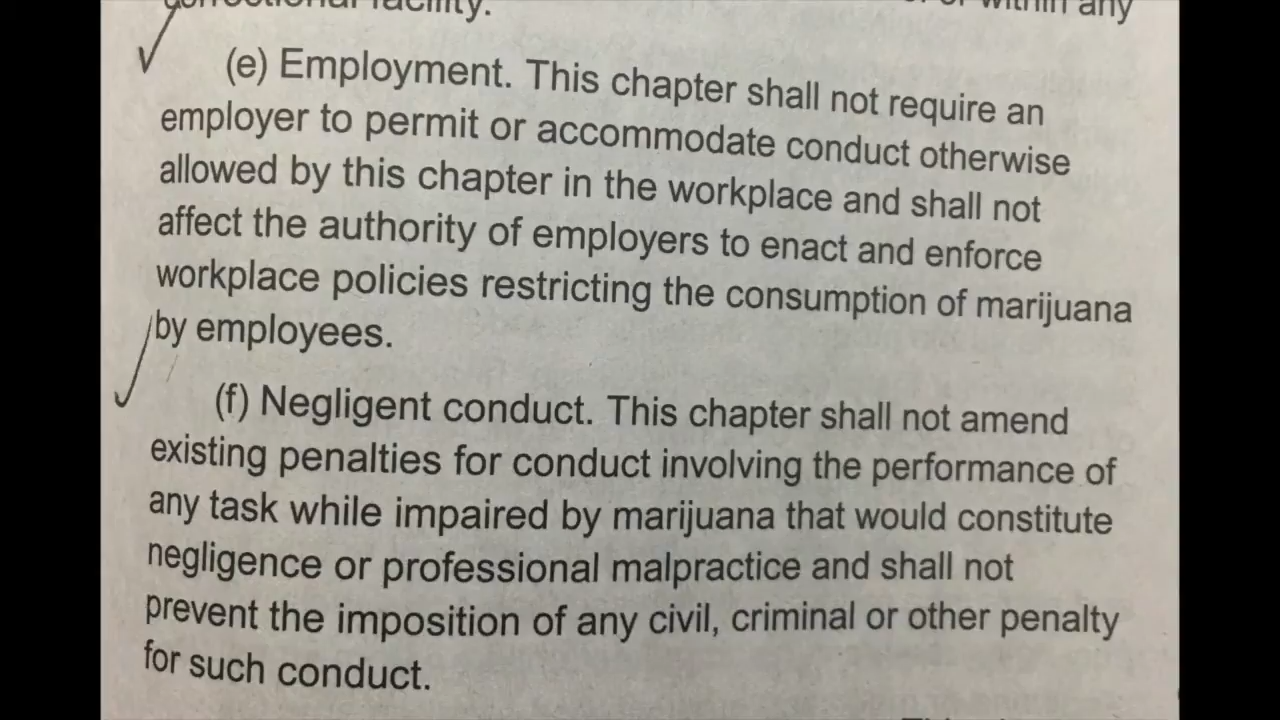 correctional facility.
within any
(e) Employment. This chapter shall not require an
employer to permit or accommodate conduct otherwise
allowed by this chapter in the workplace and shall not
affect the authority of employers to enact and enforce
workplace policies restricting the consumption of marijuana
by employees.
(f) Negligent conduct. This chapter shall not amend
existing penalties for conduct involving the performance of
any task while impaired by marijuana that would constitute
negligence or professional malpractice and shall not
prevent the imposition of any civil, criminal or other penalty
for such conduct.